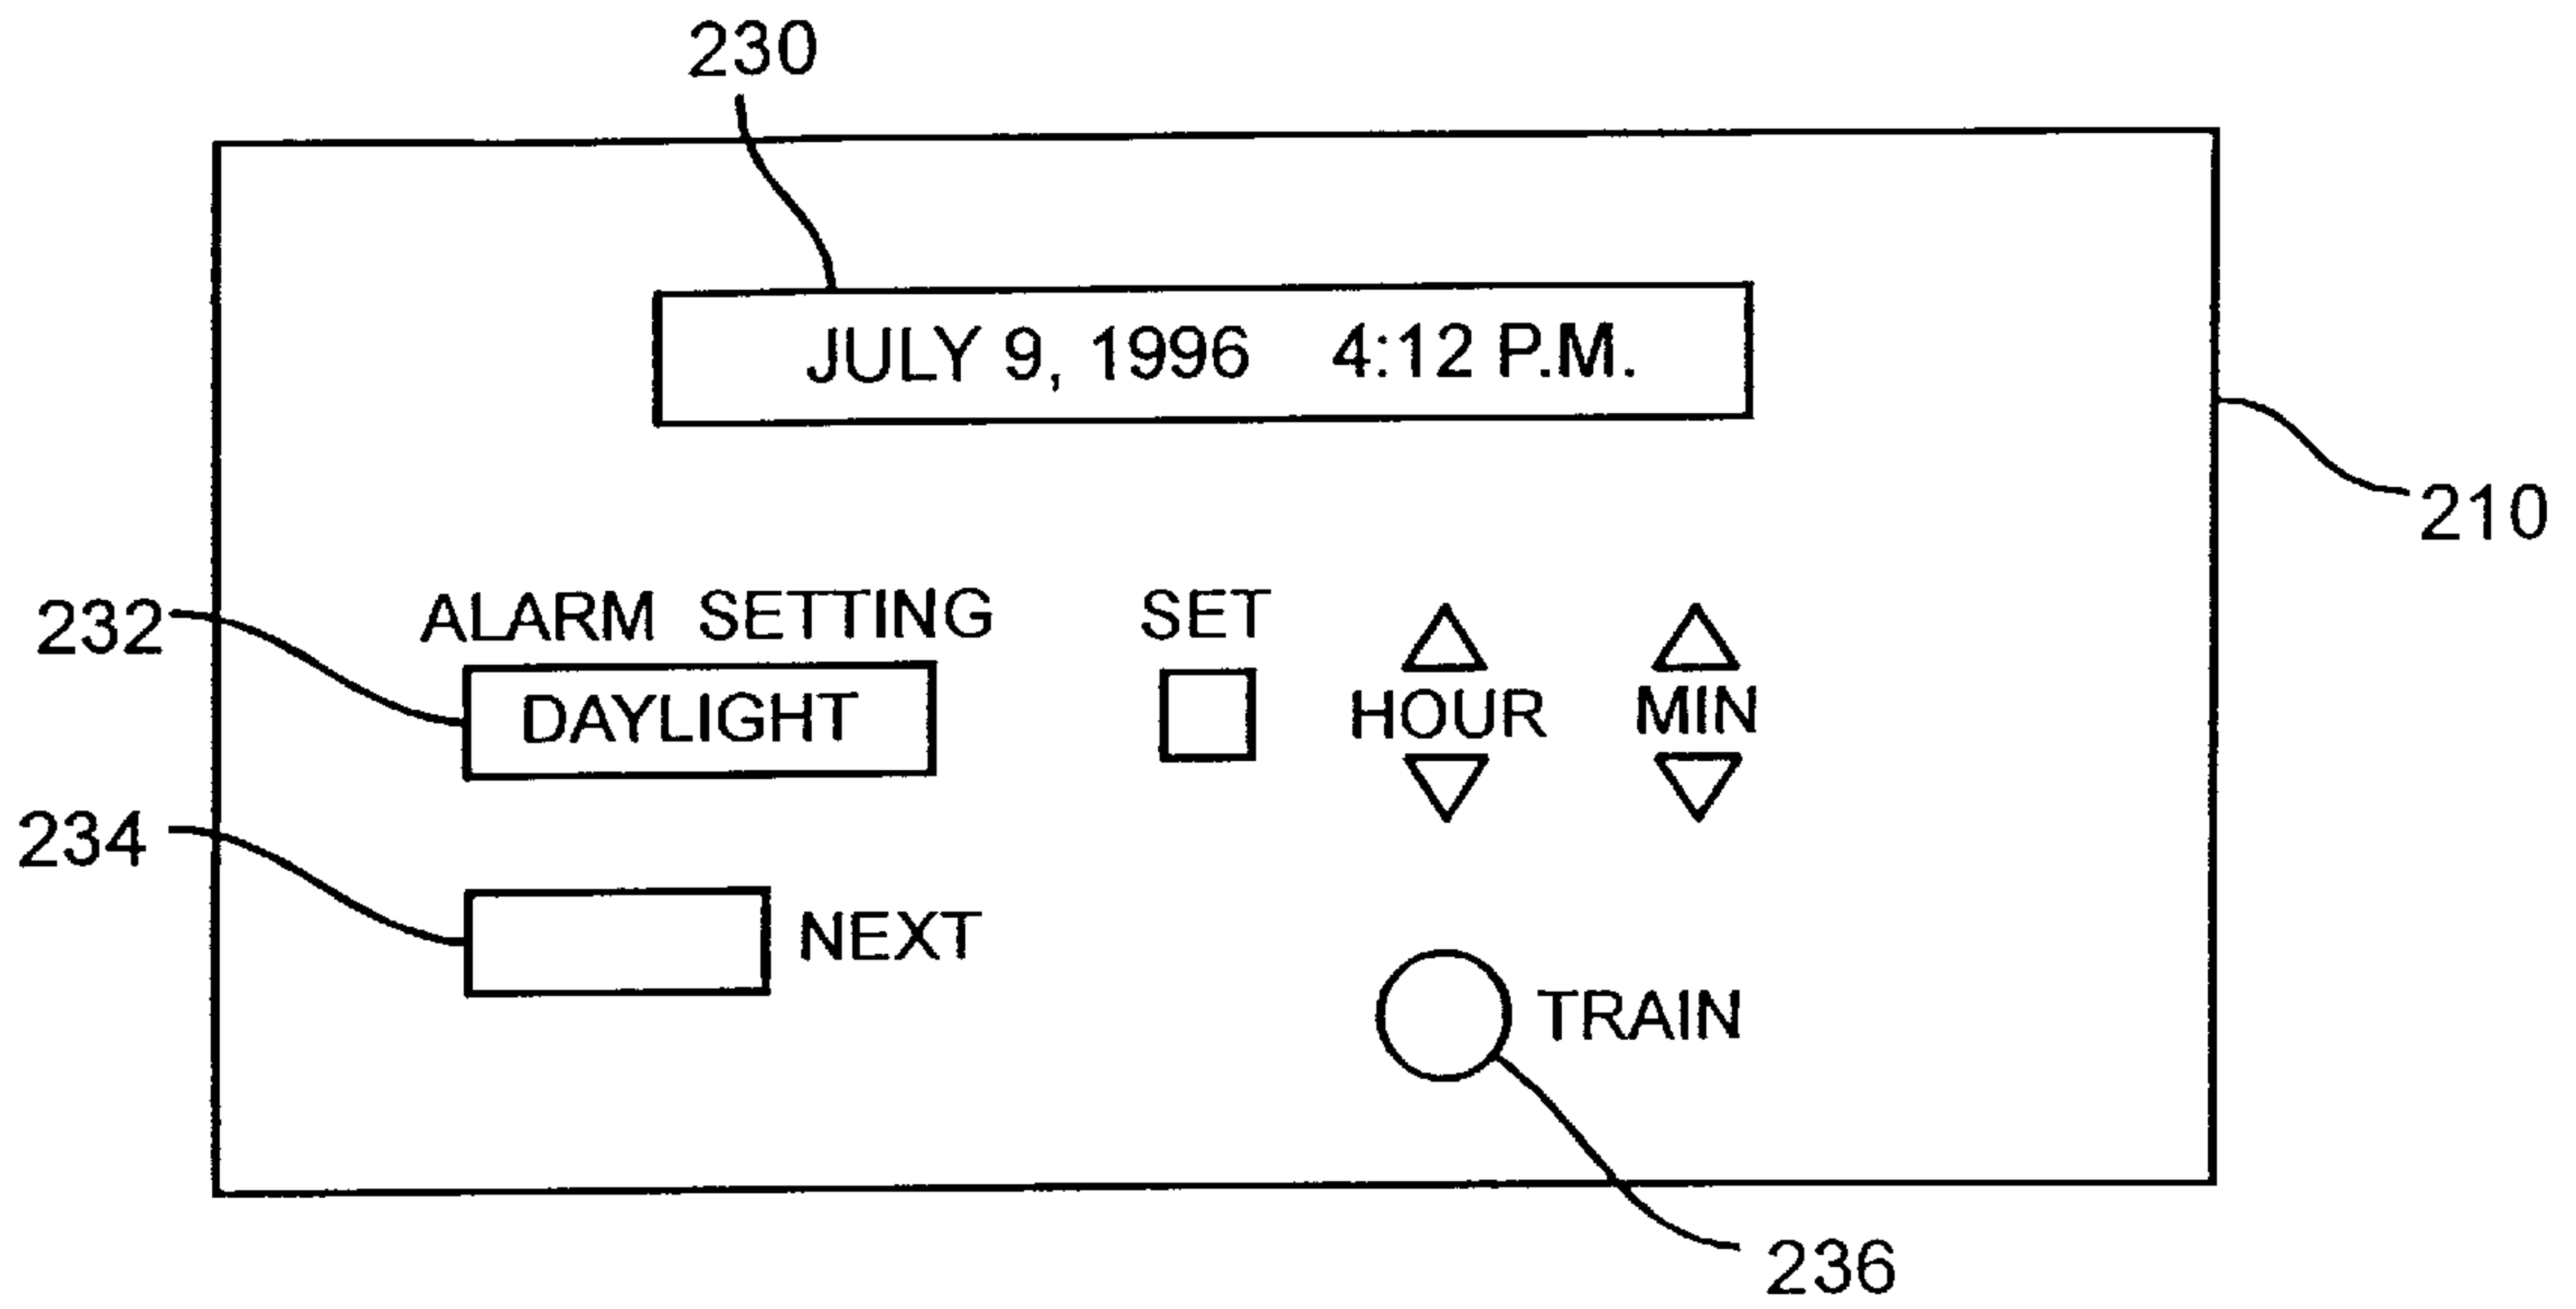 230
JULY 9, 1996 4:12 P.M.
210
232
ALARM SETTING SET
DAYLIGHT HOUR MIN
234
NEXT
TRAIN
236